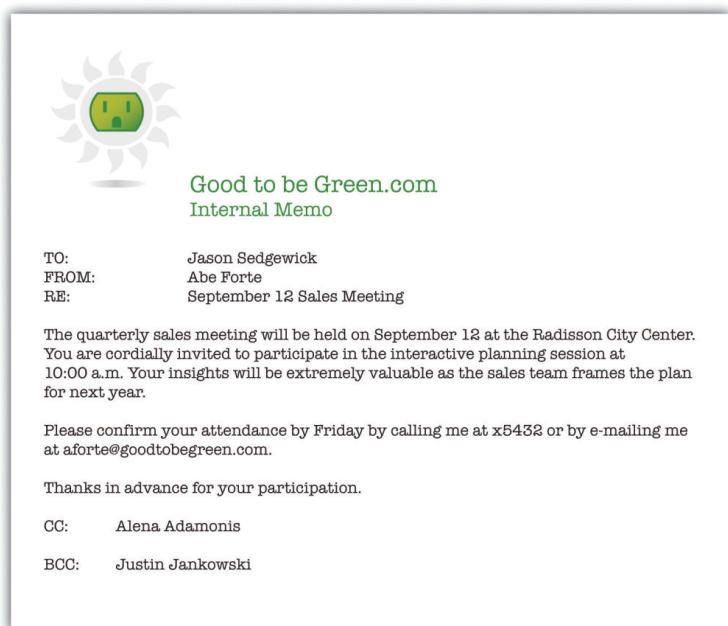 Good to be Green.com
Internal Memo
TO: Jason Sedgewick
FROM: Abe Forte
RE: September 12 Sales Meeting
The quarterly sales meeting will be held on September 12 at the Radisson City Center.
You are cordially invited to participate in the interactive planning session at
10:00 a.m. Your insights will be extremely valuable as the sales team frames the plan
for next year.
Please confirm your attendance by Friday by calling me at x5432 or by e-mailing me
at aforte@goodtobegreen.com.
Thanks in advance for your participation.
CC: Alena Adamonis
BCC: Justin Jankowski